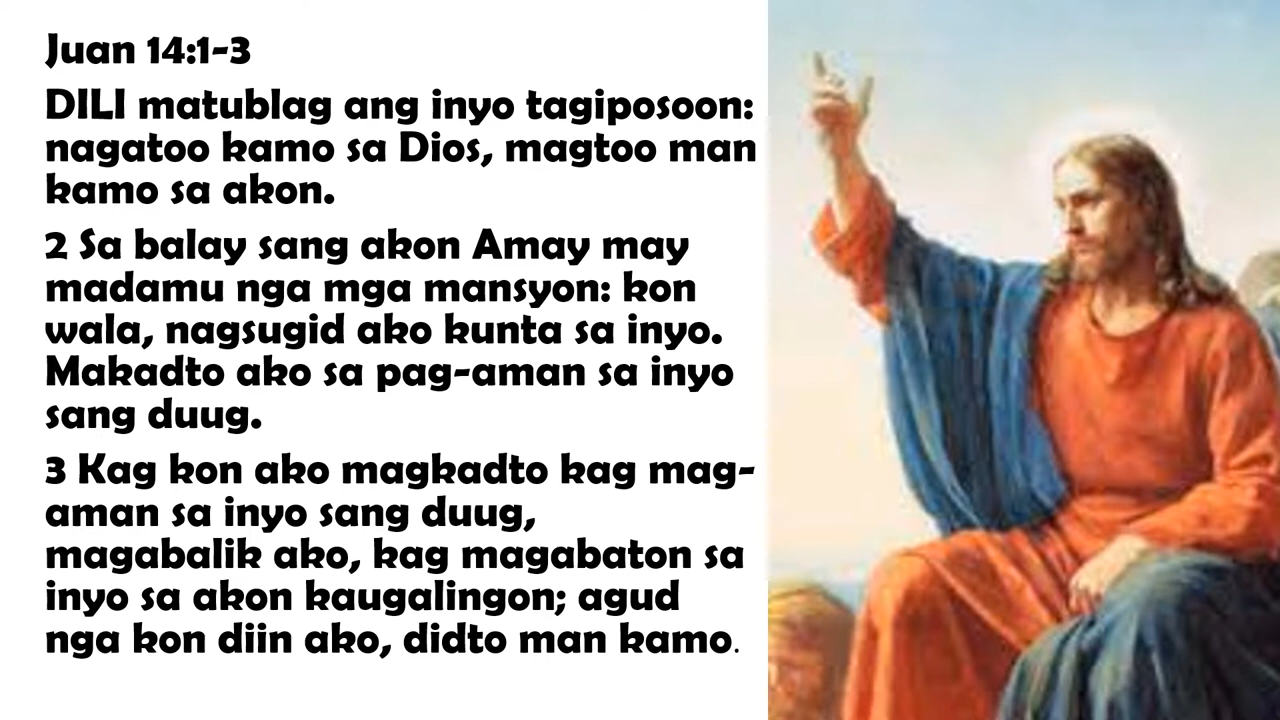 Juan 14:1-3
DILI matublag ang inyo tagiposoon:
nagatoo kamo sa Dios, magtoo man
kamo sa akon.
2 Sa balay sang akon Amay may
madamu nga mga mansyon: kon
wala, nagsugid ako kunta sa inyo.
Makadto ako sa pag-aman sa inyo
sang duug.
3 Kag kon ako magkadto kag mag-
aman sa inyo sang duug,
magabalik ako, kag magabaton sa
inyo sa akon kaugalingon; agud
nga kon diin ako, didto man kamo.